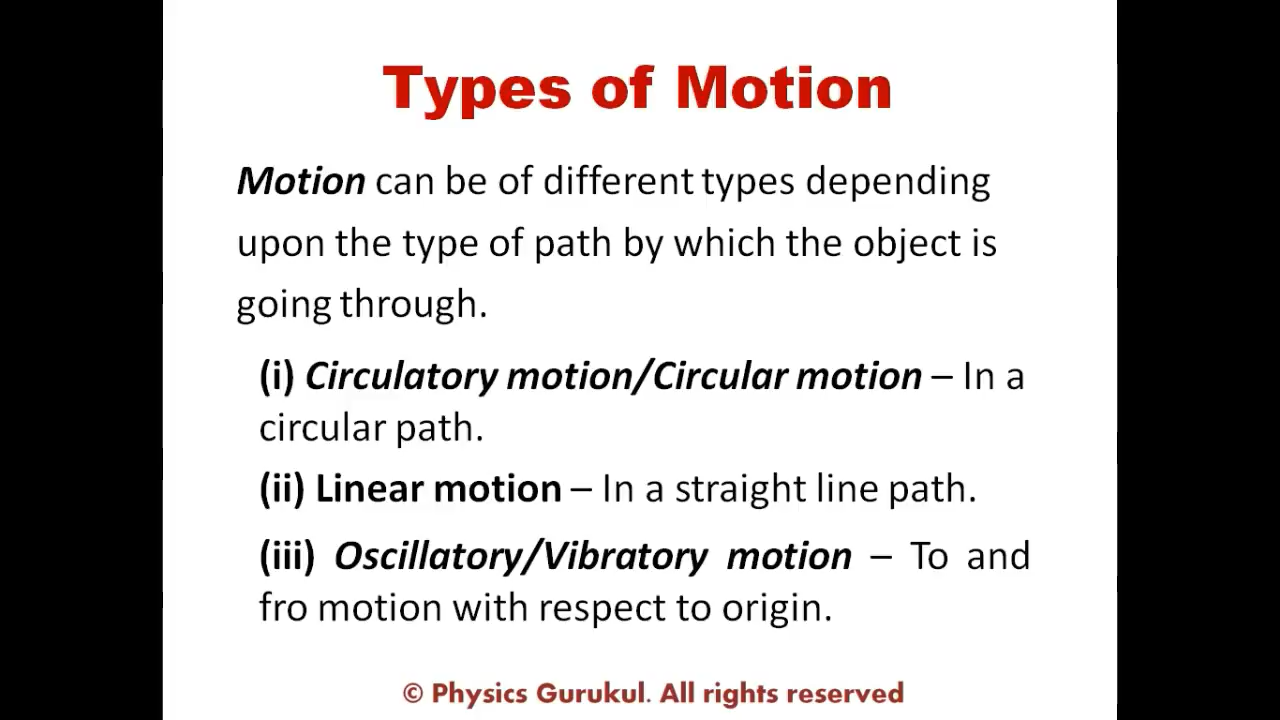 Types of Motion
Motion can be of different types depending
upon the type of path by which the object is
going through.
(i) Circulatory motion/Circular motion – In a
circular path.
(ii) Linear motion – In a straight line path.
(iii) Oscillatory/Vibratory motion – To and
fro motion with respect to origin.
© Physics Gurukul. All rights reserved